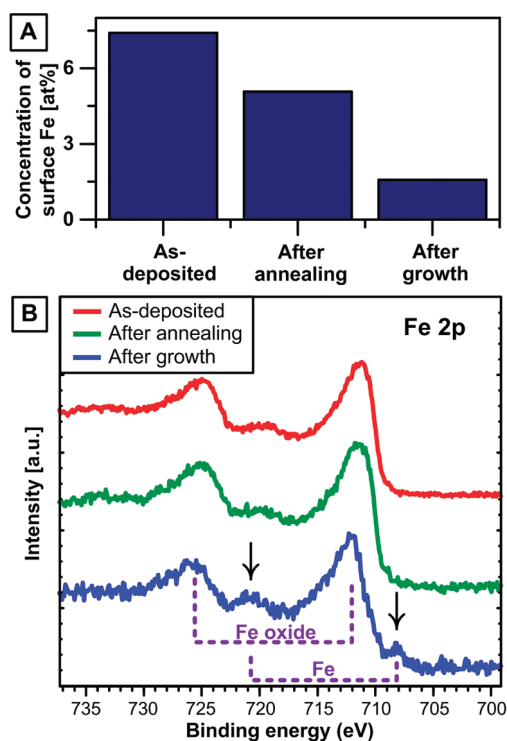 A
Concentration of
surface Fe [at%]
6
3
0
As-
deposited
After
annealing
After
growth
B
As-deposited
After annealing
After growth
Fe 2p
Intensity [a.u.]
Fe oxide
Fe
735 730 725 720 715 710 705 700
Binding energy (eV)